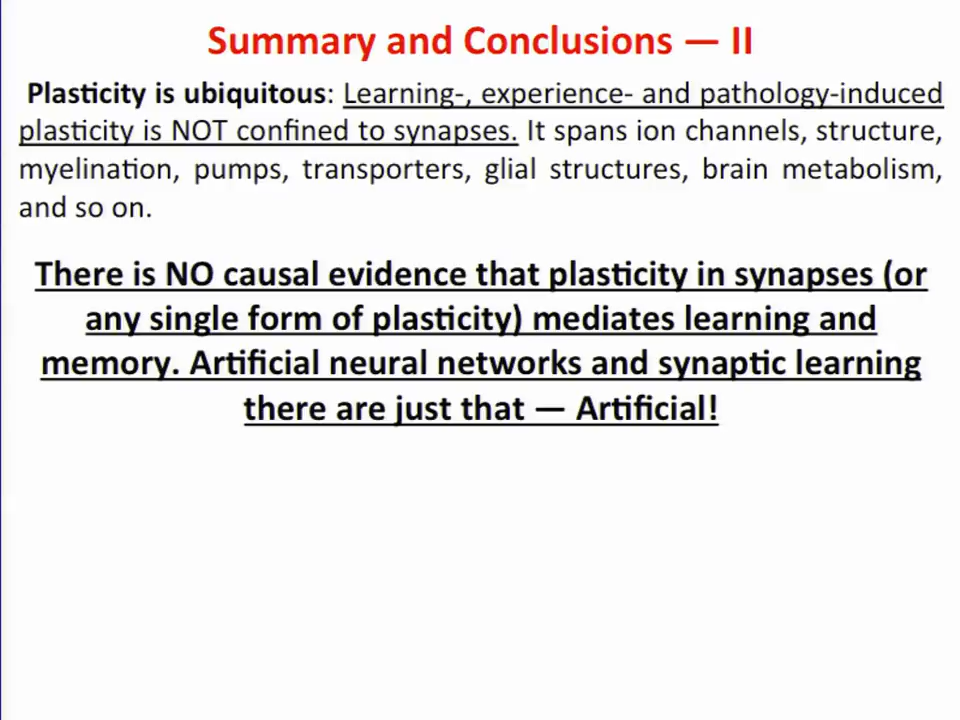 Summary and Conclusions — II
Plasticity is ubiquitous: Learning-, experience- and pathology-induced
plasticity is NOT confined to synapses. It spans ion channels, structure,
myelination, pumps, transporters, glial structures, brain metabolism,
and so on.
There is NO causal evidence that plasticity in synapses (or
any single form of plasticity) mediates learning and
memory. Artificial neural networks and synaptic learning
there are just that — Artificial!